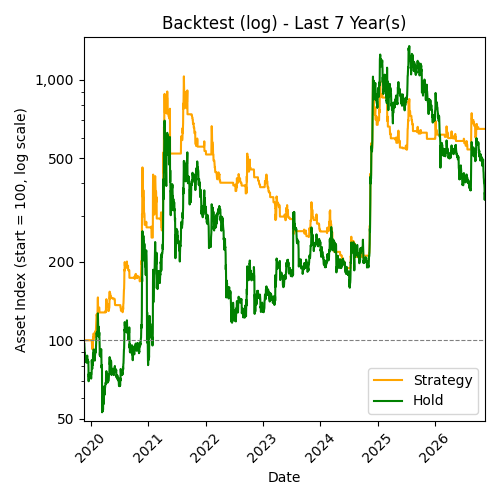 Backtest (log) - Last 7 Year(s)
Asset Index (start = 100, log scale)
1,000
500
200
100
50
Strategy
Hold
2020
2021
2022
2023
2024
2025
2026
Date